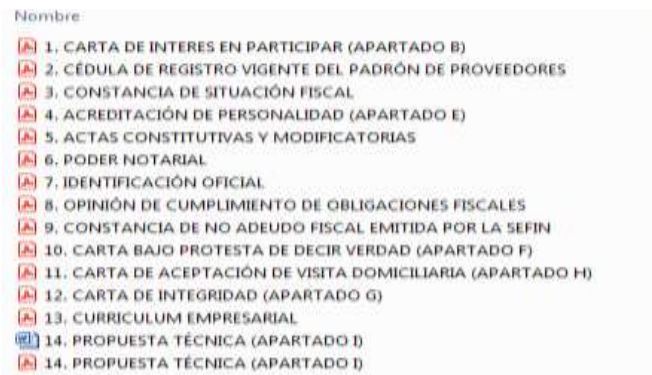 Nombre
1. CARTA DE INTERES EN PARTICIPAR (APARTADO B)
2. CÉDULA DE REGISTRO VIGENTE DEL PADRÓN DE PROVEEDORES
3. CONSTANCIA DE SITUACIÓN FISCAL
4. ACREDITACIÓN DE PERSONALIDAD (APARTADO E)
5. ACTAS CONSTITUTIVAS Y MODIFICATORIAS
6. PODER NOTARIAL
7. IDENTIFICACIÓN OFICIAL
8. OPINIÓN DE CUMPLIMIENTO DE OBLIGACIONES FISCALES
9. CONSTANCIA DE NO ADEUDO FISCAL EMITIDA POR LA SEFIN
10. CARTA BAJO PROTESTA DE DECIR VERDAD (APARTADO F)
11. CARTA DE ACEPTACIÓN DE VISITA DOMICILIARIA (APARTADO H)
12. CARTA DE INTEGRIDAD (APARTADO G)
13. CURRICULUM EMPRESARIAL
14. PROPUESTA TÉCNICA (APARTADO I)
14. PROPUESTA TÉCNICA (APARTADO I)